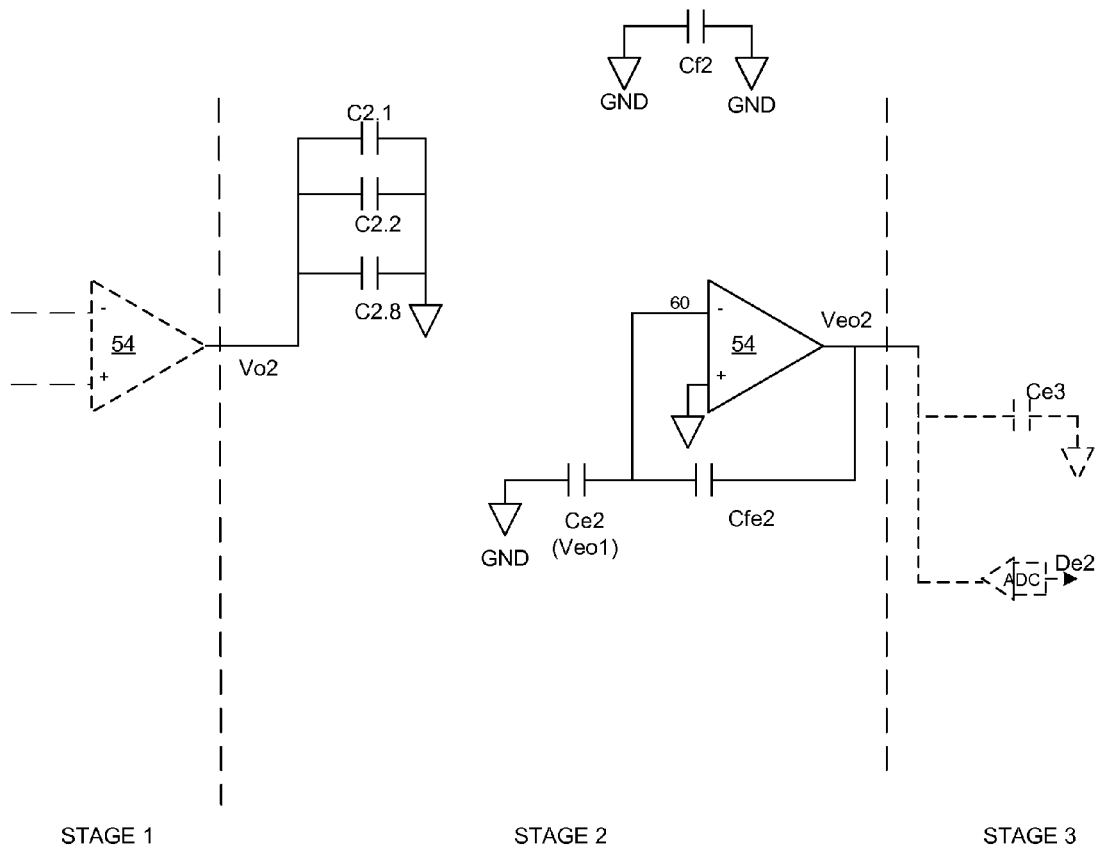 Cf2
GND
GND
C2.1
C2.2
C2.8
-
54
+
Vo2
60
-
54
+
Veo2
Ce3
Ce2
(Veo1)
Cfe2
GND
ADC
De2
STAGE 1
STAGE 2
STAGE 3